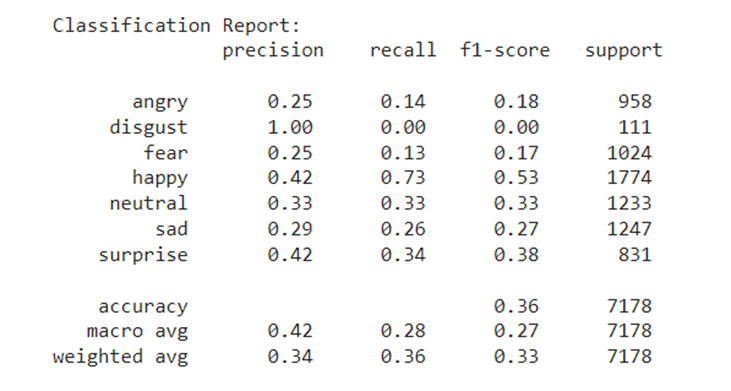 Classification Report:
precision recall f1-score support
angry 0.25 0.14 0.18 958
disgust 1.00 0.00 0.00 111
fear 0.25 0.13 0.17 1024
happy 0.42 0.73 0.53 1774
neutral 0.33 0.33 0.33 1233
sad 0.29 0.26 0.27 1247
surprise 0.42 0.34 0.38 831
accuracy 0.36 7178
macro avg 0.42 0.28 0.27 7178
weighted avg 0.34 0.36 0.33 7178